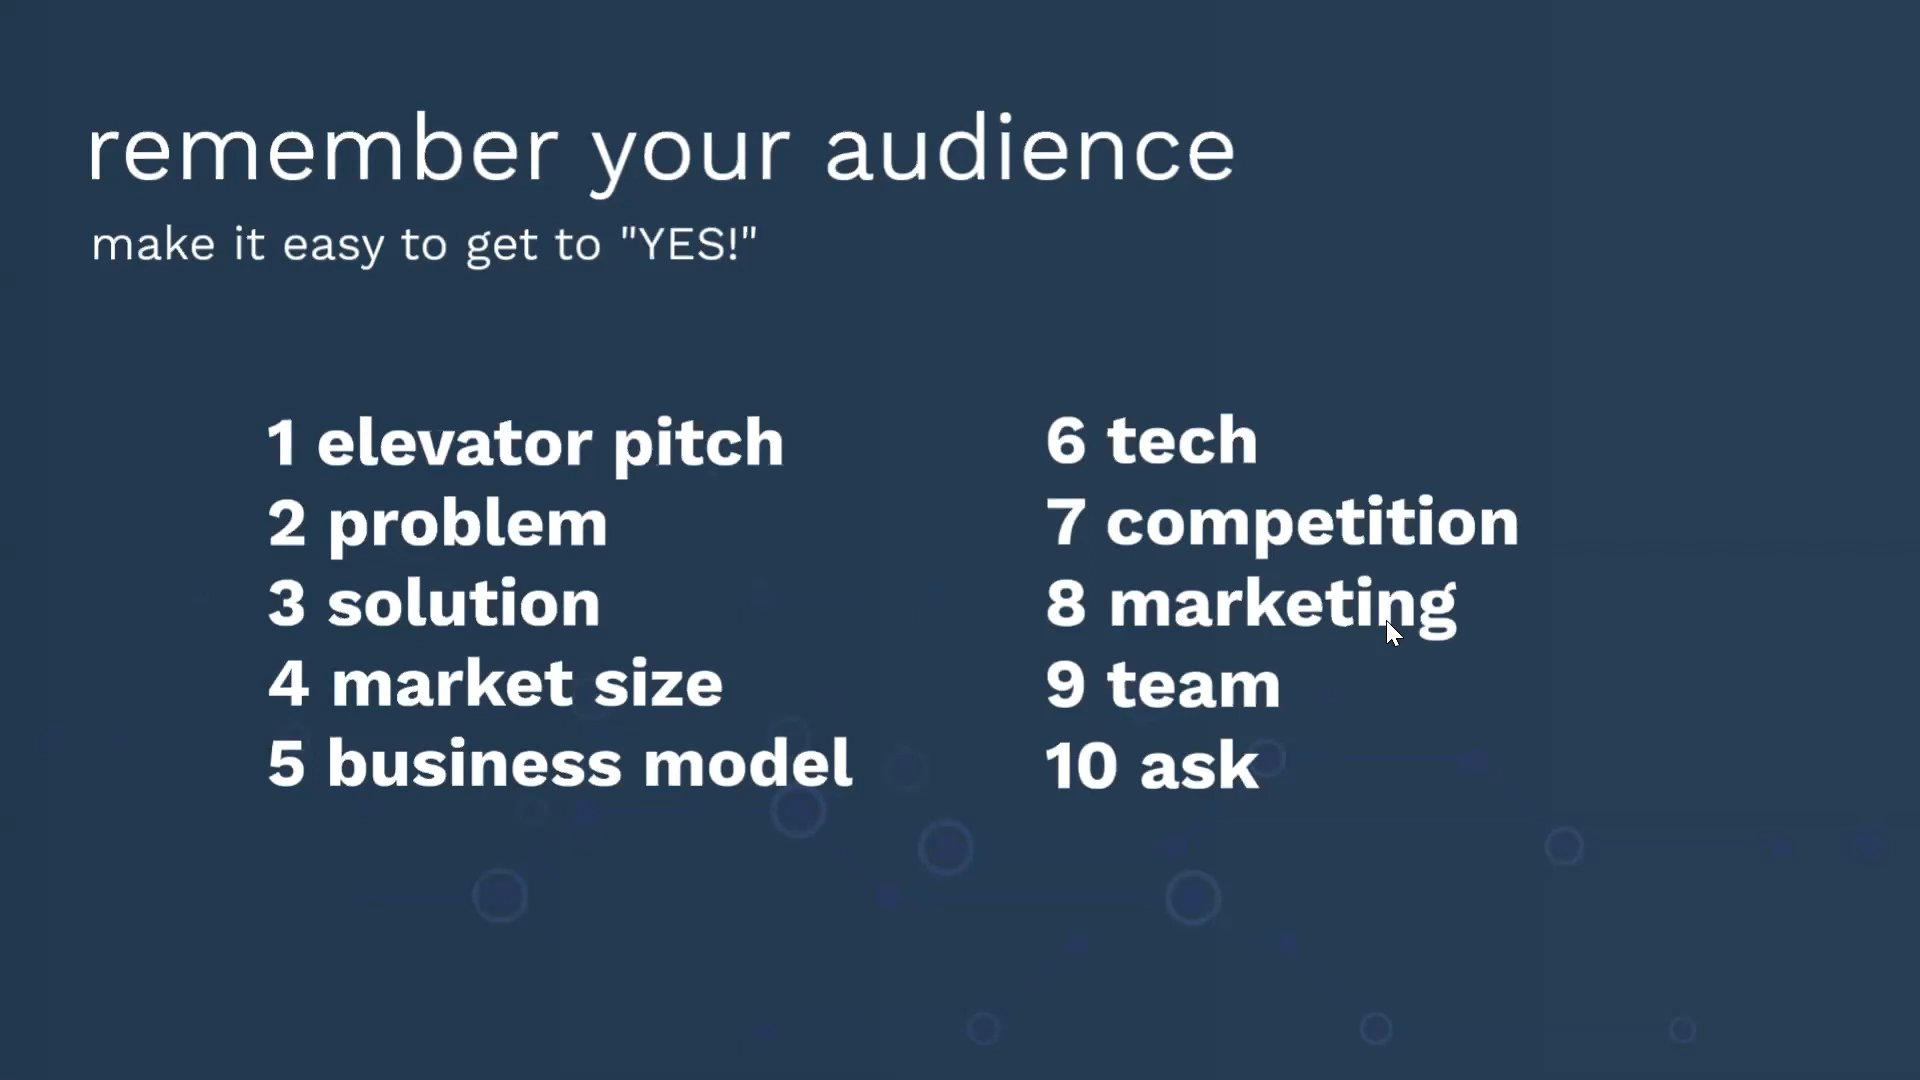 remember your audience
make it easy to get to "YES!"
1 elevator pitch
2 problem
3 solution
4 market size
5 business model
6 tech
7 competition
8 marketing
9 team
10 ask